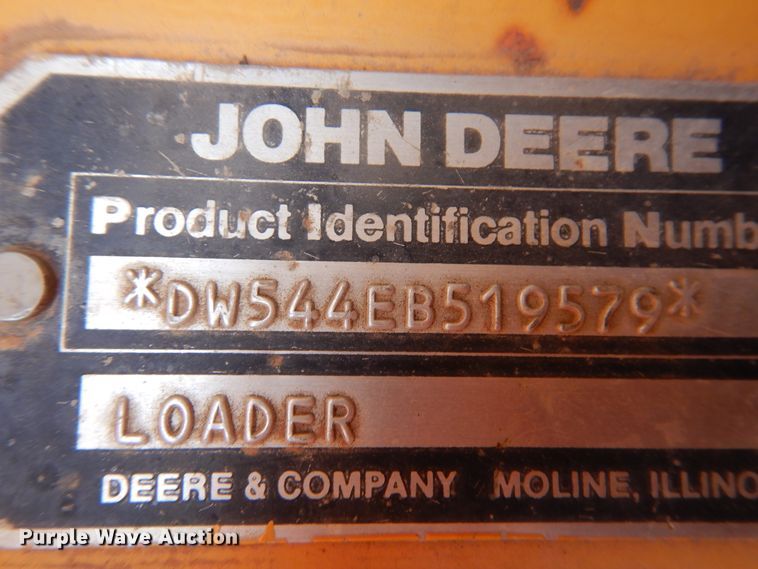 JOHN DEERE
Product Identification Numb
*DW544EB519579*
LOADER
DEERE & COMPANY MOLINE, ILLINO
Purple Wave Auction